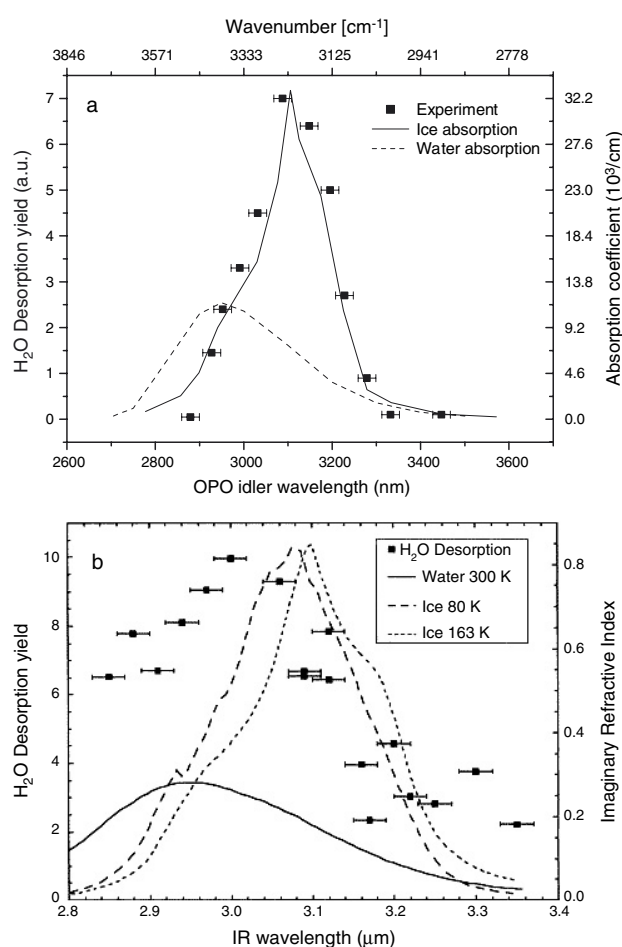 Wavenumber [cm-1]
3846 3571 3333 3125 2941 2778
a
Experiment
Ice absorption
Water absorption
H2O Desorption yield (a.u.)
7 6 5 4 3 2 1 0
32.2 27.6 23.0 18.4 13.8 9.2 4.6 0.0
Absorption coefficient (10³/cm)
2600 2800 3000 3200 3400 3600
OPO idler wavelength (nm)
b
H2O Desorption
Water 300 K
Ice 80 K
Ice 163 K
H2O Desorption yield
10 8 6 4 2 0
0.8 0.6 0.4 0.2 0.0
Imaginary Refractive Index
2.8 2.9 3.0 3.1 3.2 3.3 3.4
IR wavelength (μm)